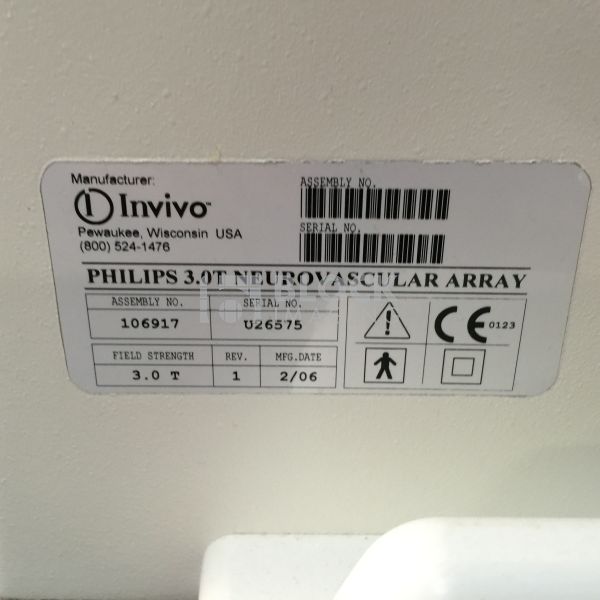 Manufacturer:
Invivo™
Pewaukee, Wisconsin USA
(800) 524-1476
ASSEMBLY NO.
SERIAL NO.
PHILIPS 3.0T NEUROVASCULAR ARRAY
ASSEMBLY NO. SERIAL NO.
106917 U26575
FIELD STRENGTH REV. MFG.DATE
3.0 T 1 2/06
CE 0123